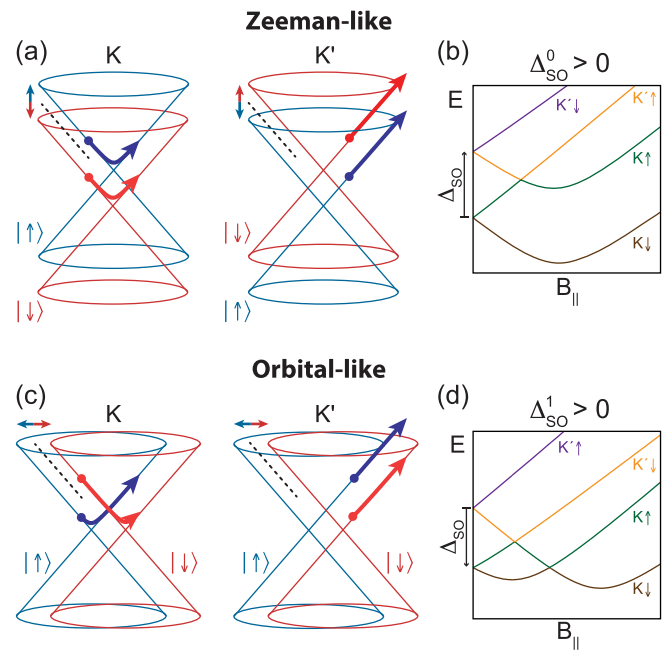 Zeeman-like
(a) K K' (b) Δ⁰SO > 0
E
K´↓ K´↑
ΔSO
K↑
|↑⟩ |↓⟩
K↓
|↓⟩ |↑⟩
B||
Orbital-like
(c) K K' (d) Δ¹SO > 0
E
K´↑ K´↓
ΔSO
K↑
|↑⟩ |↓⟩ |↑⟩ |↓⟩
K↓
B||